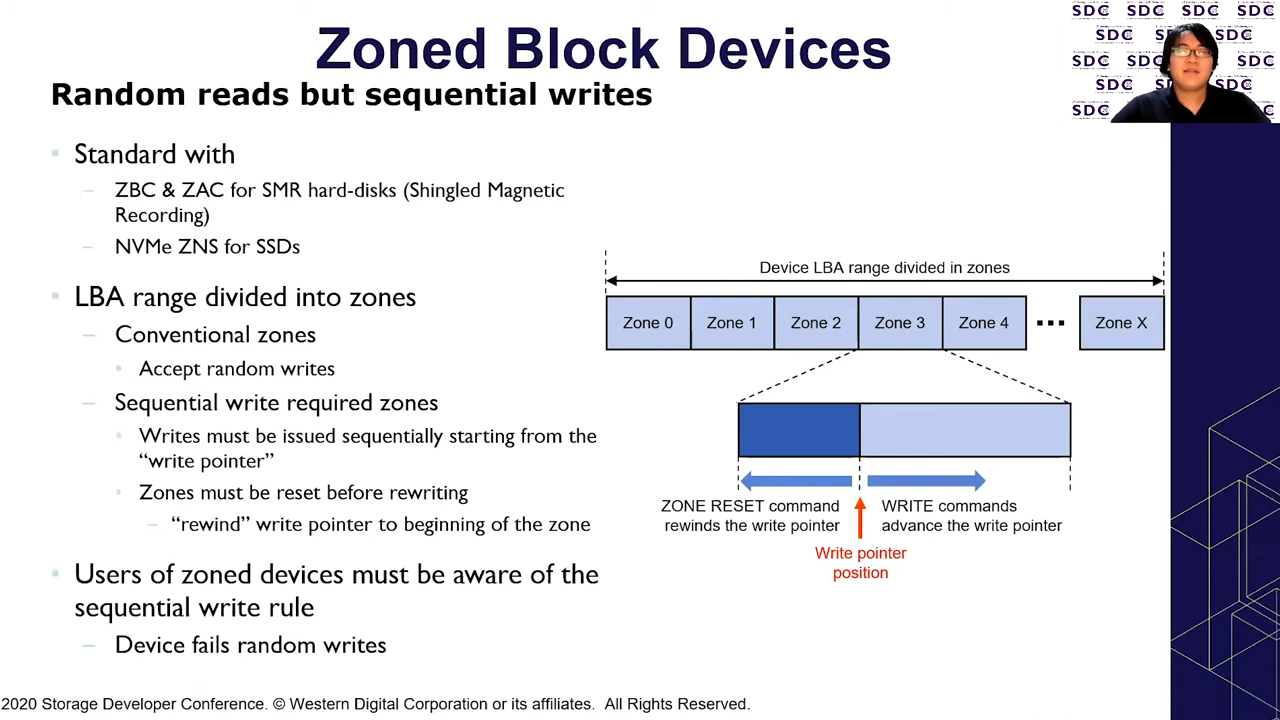 Zoned Block Devices
Random reads but sequential writes
SDC SDC SDC
SDC SDC
SDC SDC
SDC SDC
SDC SDC
• Standard with
– ZBC & ZAC for SMR hard-disks (Shingled Magnetic
Recording)
– NVMe ZNS for SSDs
• LBA range divided into zones
– Conventional zones
• Accept random writes
– Sequential write required zones
• Writes must be issued sequentially starting from the
“write pointer”
• Zones must be reset before rewriting
– “rewind” write pointer to beginning of the zone
• Users of zoned devices must be aware of the
sequential write rule
– Device fails random writes
Device LBA range divided in zones
Zone 0 Zone 1 Zone 2 Zone 3 Zone 4 ••• Zone X
ZONE RESET command
rewinds the write pointer
WRITE commands
advance the write pointer
Write pointer
position
2020 Storage Developer Conference. © Western Digital Corporation or its affiliates. All Rights Reserved.